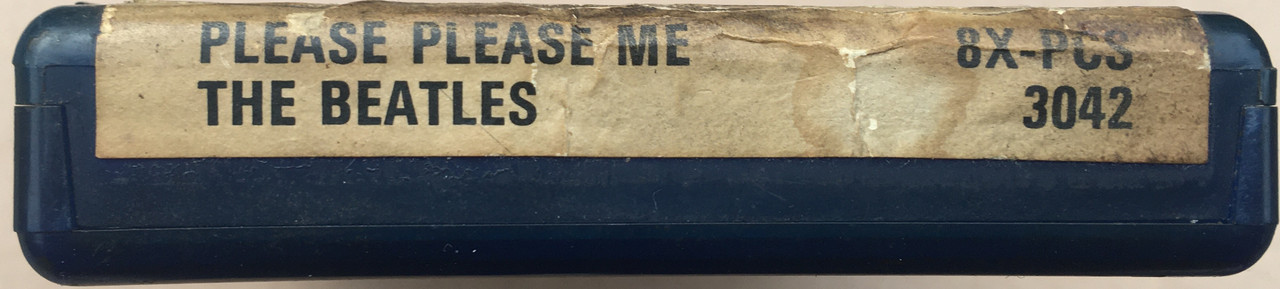 PLEASE PLEASE ME 8X-PCS
THE BEATLES 3042